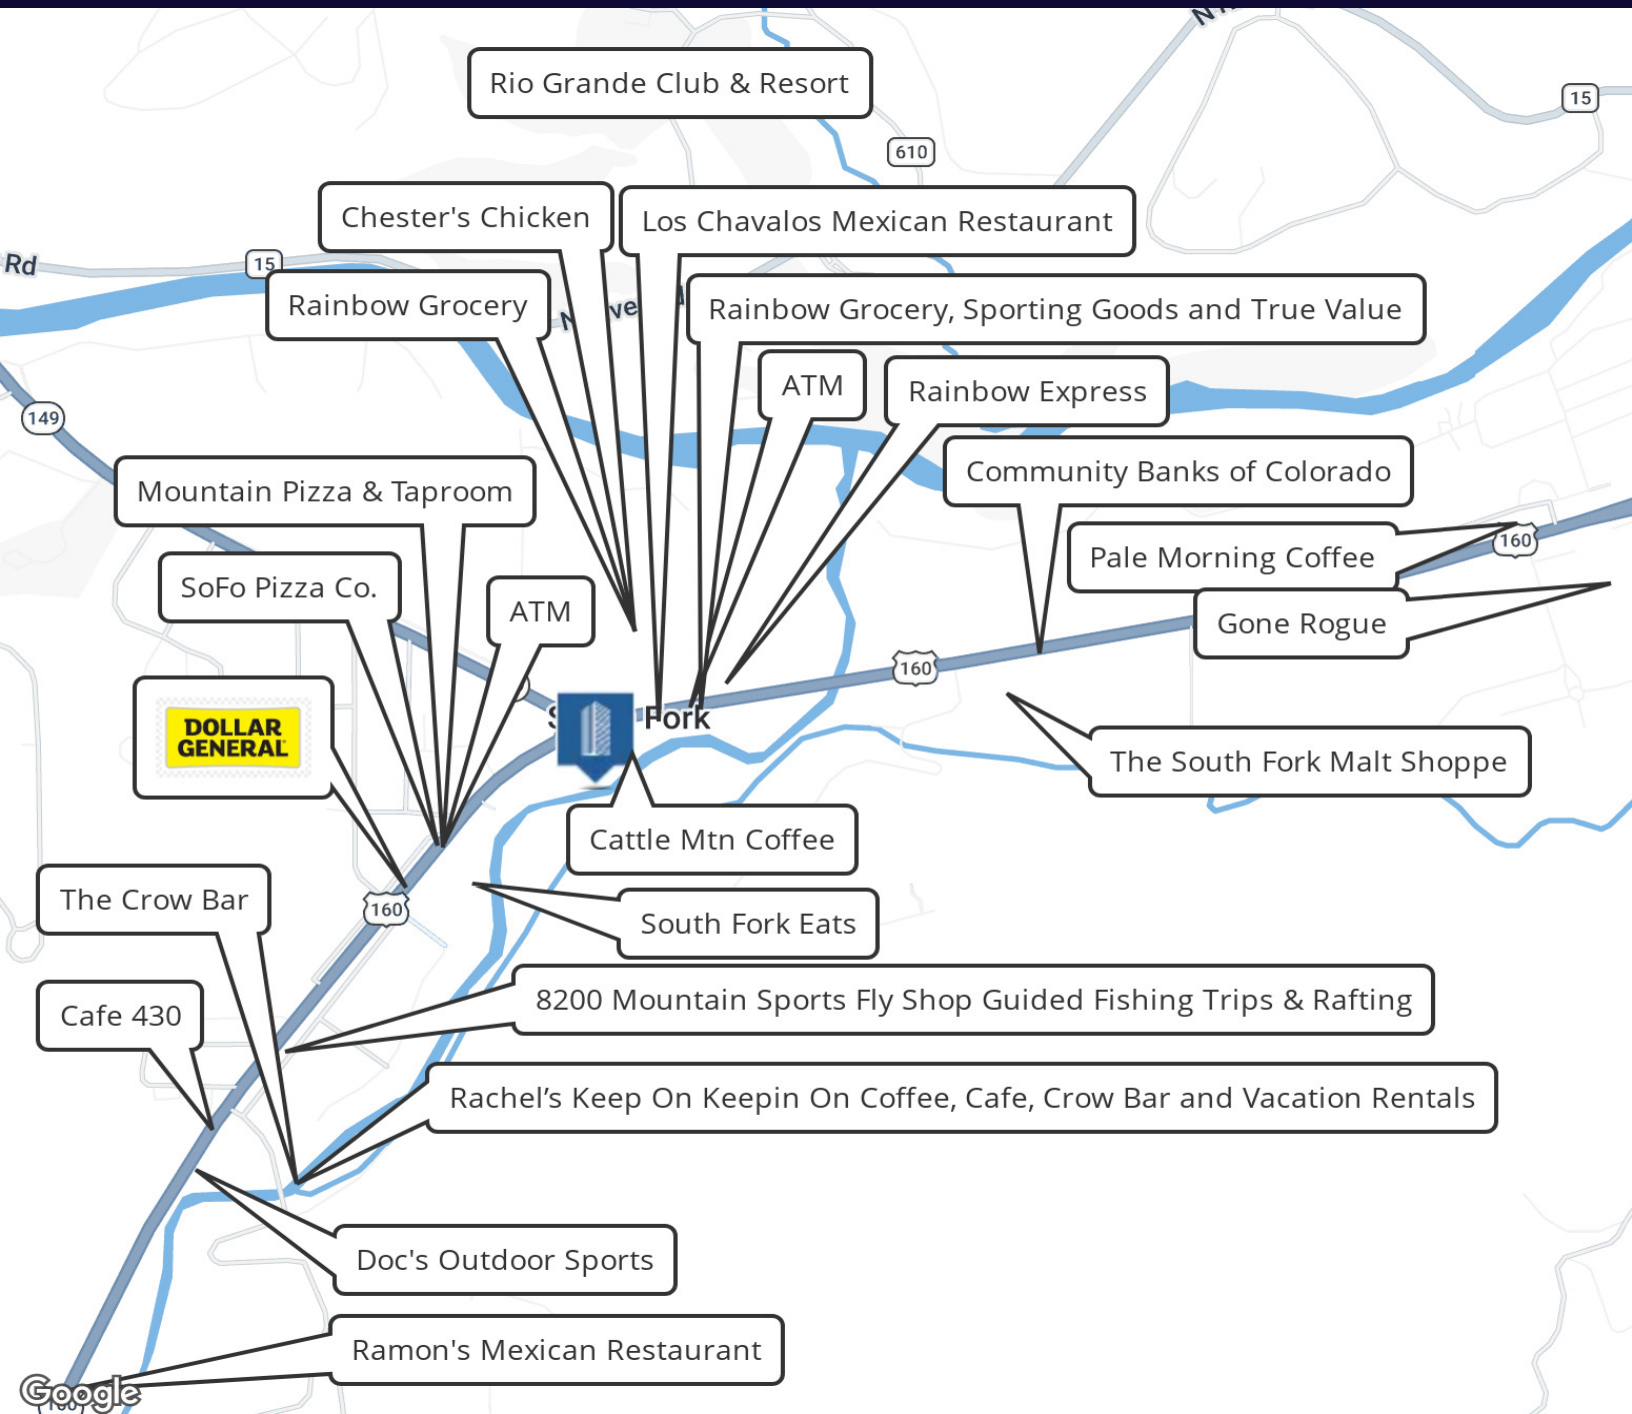 Rio Grande Club & Resort
15
610
Chester's Chicken
Los Chavalos Mexican Restaurant
Rd
15
Rainbow Grocery
Rainbow Grocery, Sporting Goods and True Value
ATM
Rainbow Express
149
Community Banks of Colorado
Mountain Pizza & Taproom
Pale Morning Coffee
160
SoFo Pizza Co.
ATM
Gone Rogue
160
DOLLAR
GENERAL
Fork
The South Fork Malt Shoppe
Cattle Mtn Coffee
The Crow Bar
160
South Fork Eats
8200 Mountain Sports Fly Shop Guided Fishing Trips & Rafting
Cafe 430
Rachel’s Keep On Keepin On Coffee, Cafe, Crow Bar and Vacation Rentals
Doc's Outdoor Sports
Ramon's Mexican Restaurant
Google